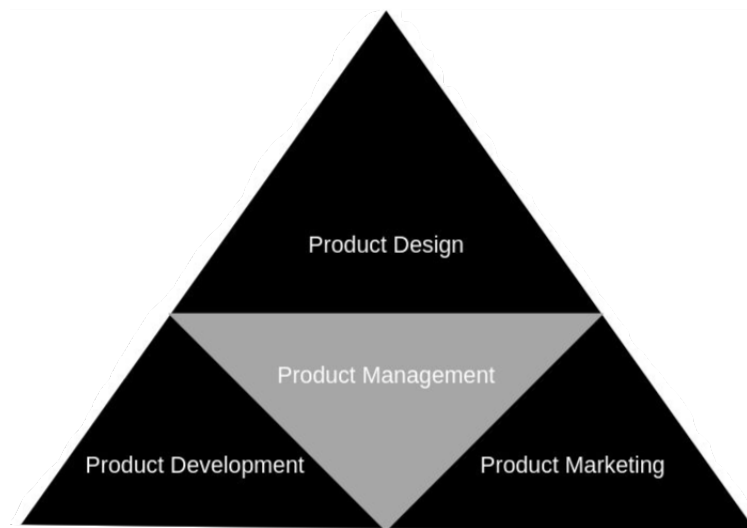 Product Design
Product Management
Product Development
Product Marketing